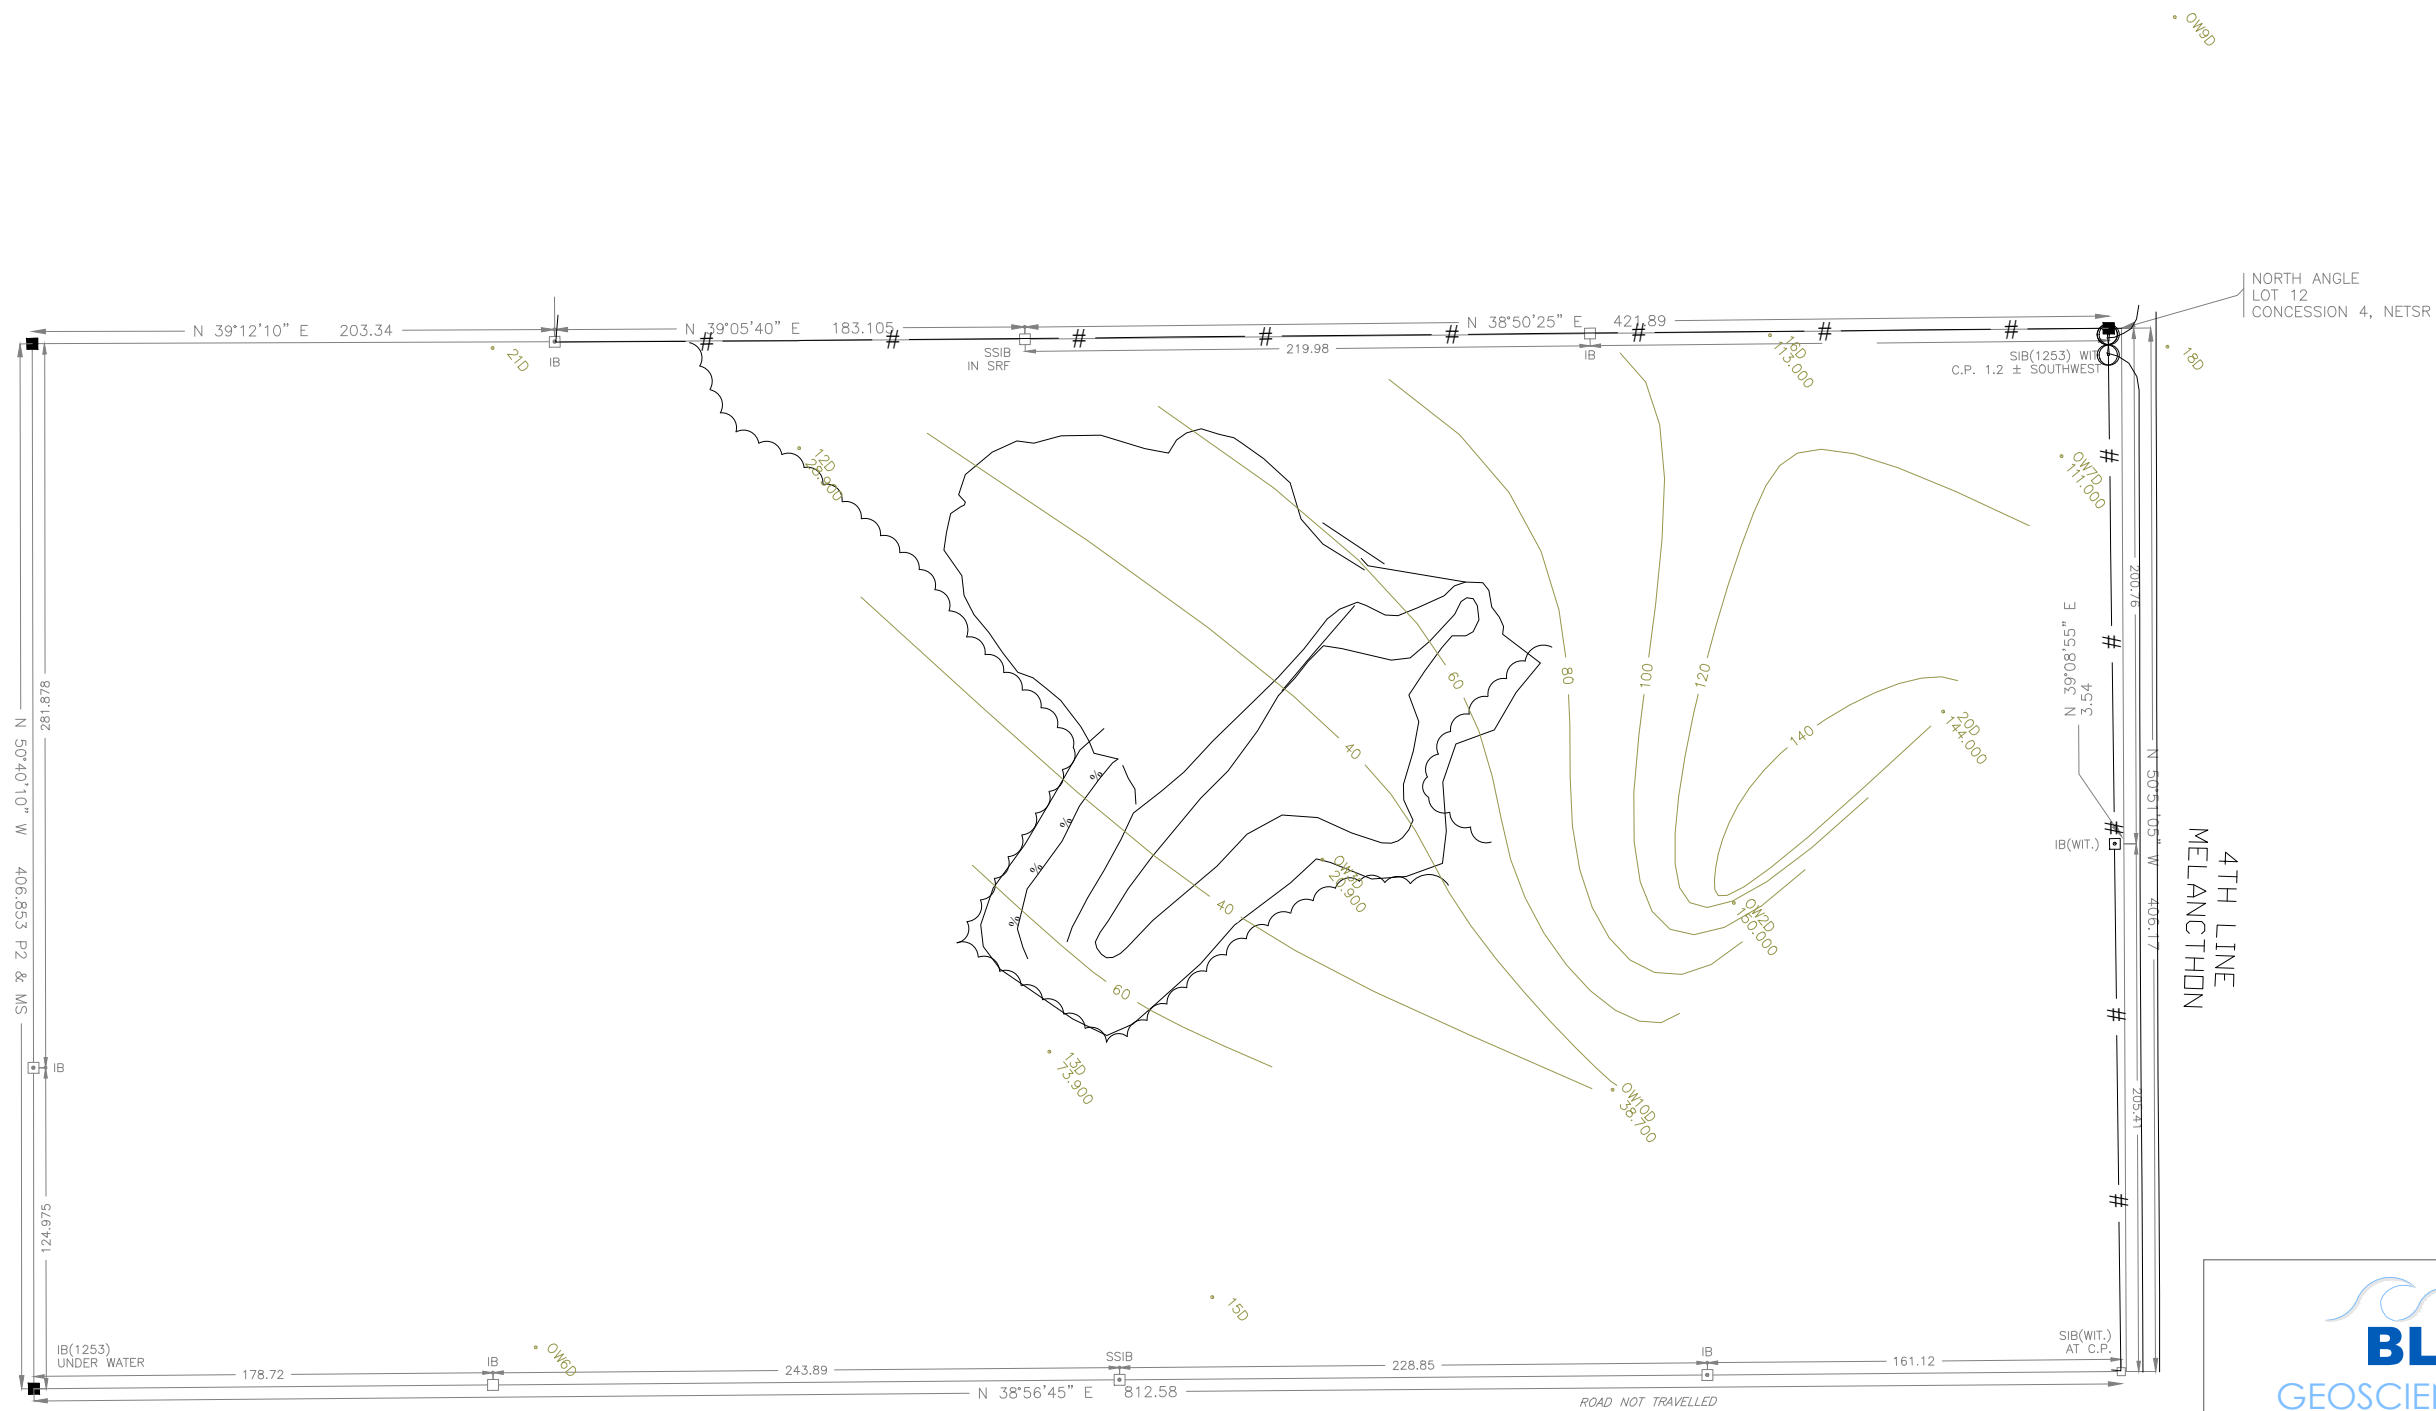 OW9D
NORTH ANGLE
LOT 12
CONCESSION 4, NETSR
N 39°12'10" E 203.34
N 39°05'40" E 183.105
N 38°50'25" E 421.89
219.98
SSIB
IN SRF
IB
IB
SIB(1253) WIT
C.P. 1.2 ± SOUTHWEST
21D
16D
113.000
18D
12D
28.900
OW7D
111.000
200.76
N 39°08'55" E
3.54
281.878
N 50°40'10" W 406.853 P2 & MS
60
80
100
120
140
40
20D
144.000
N 50°51'05" W 406.17
4TH LINE
MELANCTHON
IB(WIT.)
%
%
%
%
OW3D
20.900
40
OW2D
150.000
60
IB
13D
73.900
OW10D
38.700
205.41
124.975
15D
IB(1253)
UNDER WATER
OW6D
IB
SSIB
IB
SIB(WIT.)
AT C.P.
178.72
243.89
228.85
161.12
N 38°56'45" E 812.58
ROAD NOT TRAVELLED
BL
GEOSCIE